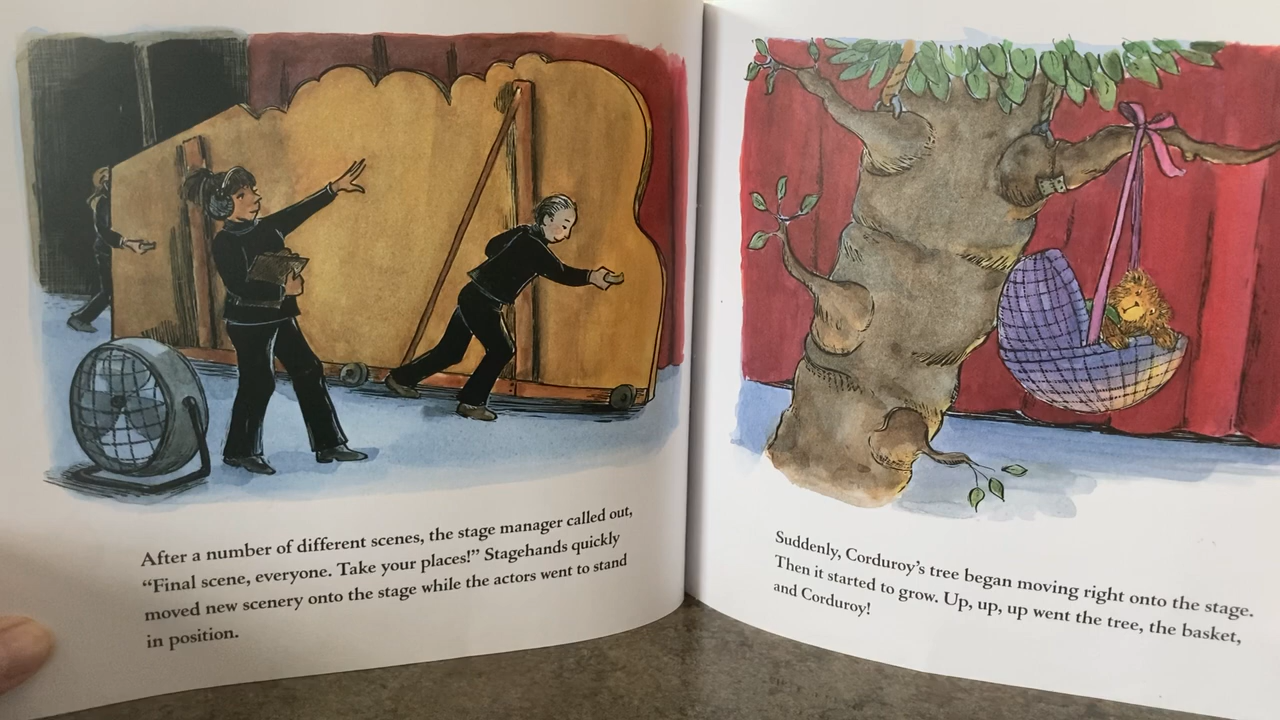 After a number of different scenes, the stage manager called out,
“Final scene, everyone. Take your places!” Stagehands quickly
moved new scenery onto the stage while the actors went to stand
in position.
Suddenly, Corduroy’s tree began moving right onto the stage.
Then it started to grow. Up, up, up went the tree, the basket,
and Corduroy!